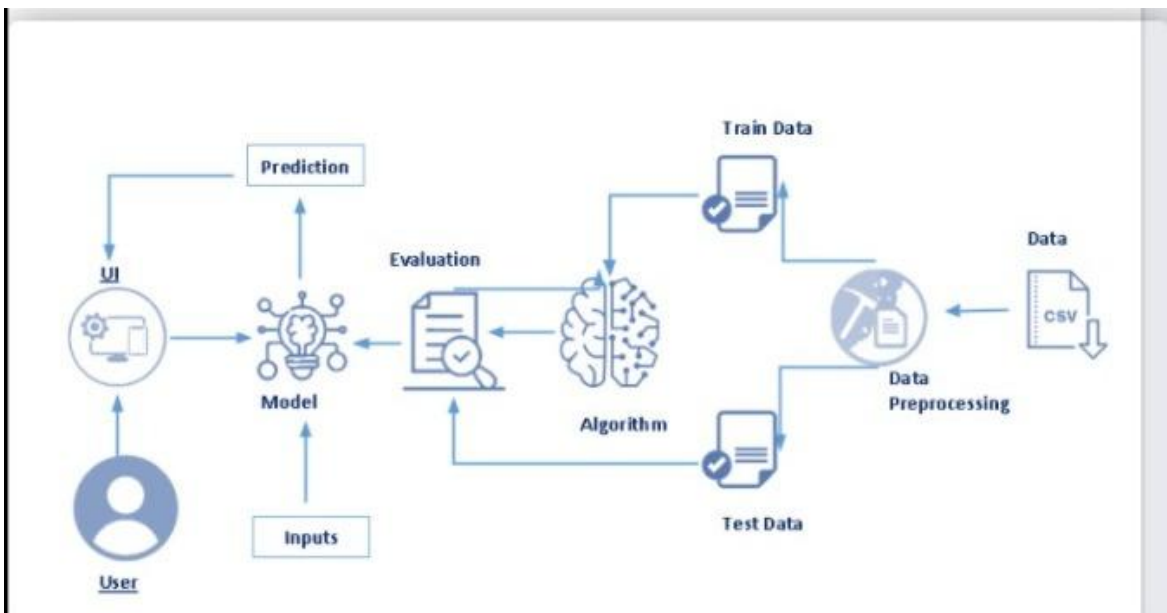 Train Data
Prediction
Data
Evaluation
UI
CSV
Data
Preprocessing
Model
Algorithm
Test Data
Inputs
User